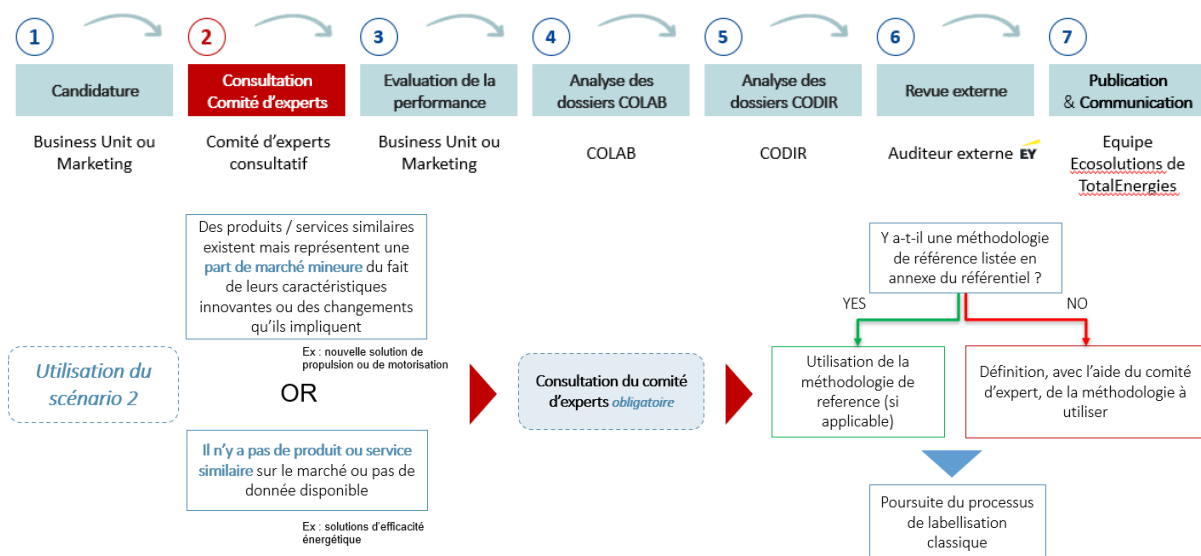 1
2
3
4
5
6
7
Candidature
Consultation
Comité d'experts
Evaluation de la
performance
Analyse des
dossiers COLAB
Analyse des
dossiers CODIR
Revue externe
Publication
& Communication
Business Unit ou
Marketing
Comité d'experts
consultatif
Business Unit ou
Marketing
COLAB
CODIR
Auditeur externe EY
Equipe
Ecosolutions de
TotalEnergies
Utilisation du
scénario 2
Des produits / services similaires
existent mais représentent une
part de marché mineure du fait
de leurs caractéristiques
innovantes ou des changements
qu'ils impliquent
Ex : nouvelle solution de
propulsion ou de motorisation
OR
Il n'y a pas de produit ou service
similaire sur le marché ou pas de
donnée disponible
Ex : solutions d'efficacité
énergétique
Consultation du comité
d'experts obligatoire
Y a-t-il une méthodologie
de référence listée en
annexe du référentiel ?
YES
NO
Utilisation de la
méthodologie de
reference (si
applicable)
Définition, avec l'aide du comité
d'expert, de la méthodologie à
utiliser
Poursuite du processus
de labellisation
classique